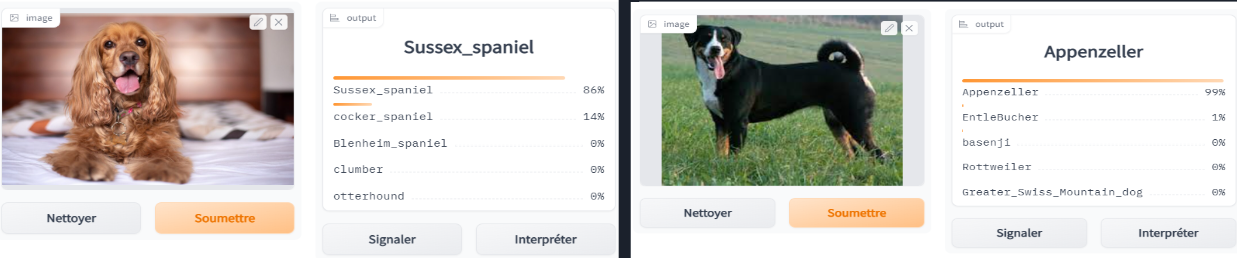 image
output
Sussex_spaniel
Sussex_spaniel 86%
cocker_spaniel 14%
Blenheim_spaniel 0%
clumber 0%
otterhound 0%
Nettoyer
Soumettre
Signaler
Interpréter
image
output
Appenzeller
Appenzeller 99%
EntleBucher 1%
basenji 0%
Rottweiler 0%
Greater_Swiss_Mountain_dog 0%
Nettoyer
Soumettre
Signaler
Interpréter